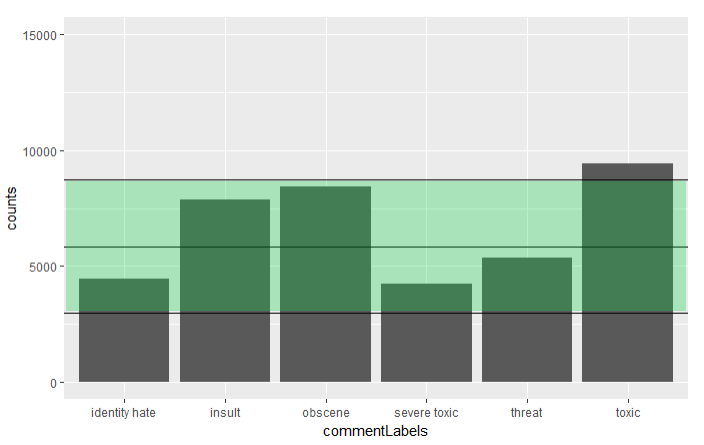 15000
10000
5000
0
counts
identity hate insult obscene severe toxic threat toxic
commentLabels